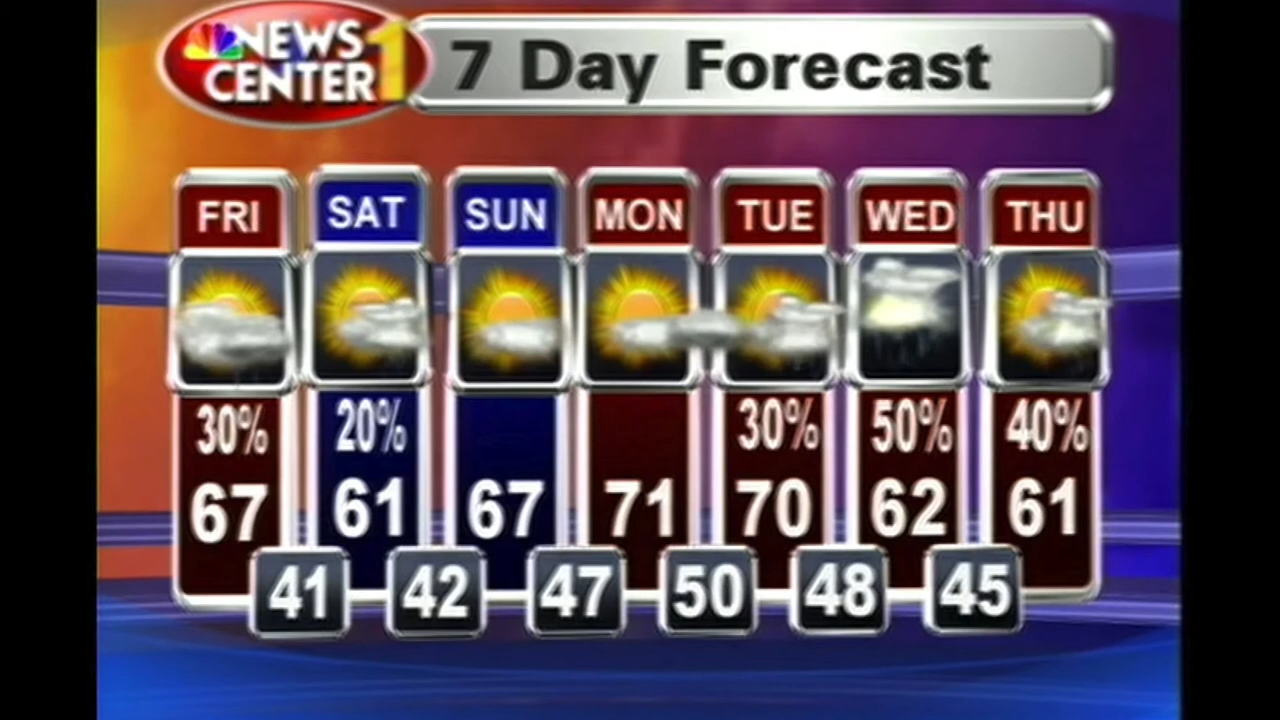 NEWS
CENTER 1
7 Day Forecast
FRI SAT SUN MON TUE WED THU
30% 20% 30% 50% 40%
67 61 67 71 70 62 61
41 42 47 50 48 45